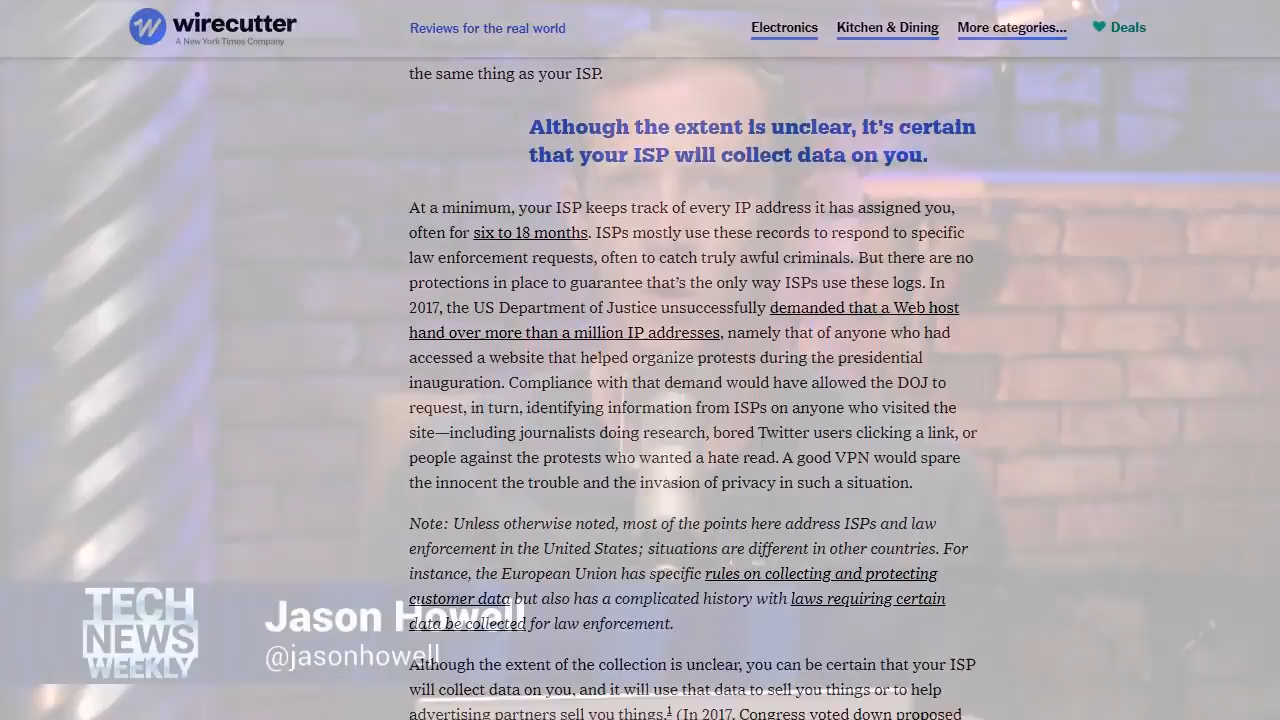 wirecutter
A New York Times Company
Reviews for the real world
Electronics
Kitchen & Dining
More categories...
Deals
the same thing as your ISP.
Although the extent is unclear, it's certain
that your ISP will collect data on you.
At a minimum, your ISP keeps track of every IP address it has assigned you,
often for six to 18 months. ISPs mostly use these records to respond to specific
law enforcement requests, often to catch truly awful criminals. But there are no
protections in place to guarantee that’s the only way ISPs use these logs. In
2017, the US Department of Justice unsuccessfully demanded that a Web host
hand over more than a million IP addresses, namely that of anyone who had
accessed a website that helped organize protests during the presidential
inauguration. Compliance with that demand would have allowed the DOJ to
request, in turn, identifying information from ISPs on anyone who visited the
site—including journalists doing research, bored Twitter users clicking a link, or
people against the protests who wanted a hate read. A good VPN would spare
the innocent the trouble and the invasion of privacy in such a situation.
Note: Unless otherwise noted, most of the points here address ISPs and law
enforcement in the United States; situations are different in other countries. For
instance, the European Union has specific rules on collecting and protecting
customer data but also has a complicated history with laws requiring certain
data be collected for law enforcement.
Although the extent of the collection is unclear, you can be certain that your ISP
will collect data on you, and it will use that data to sell you things or to help
advertising partners sell you things.1 (In 2017, Congress voted down proposed
TECH
NEWS
WEEKLY
Jason Howell
@jasonhowell